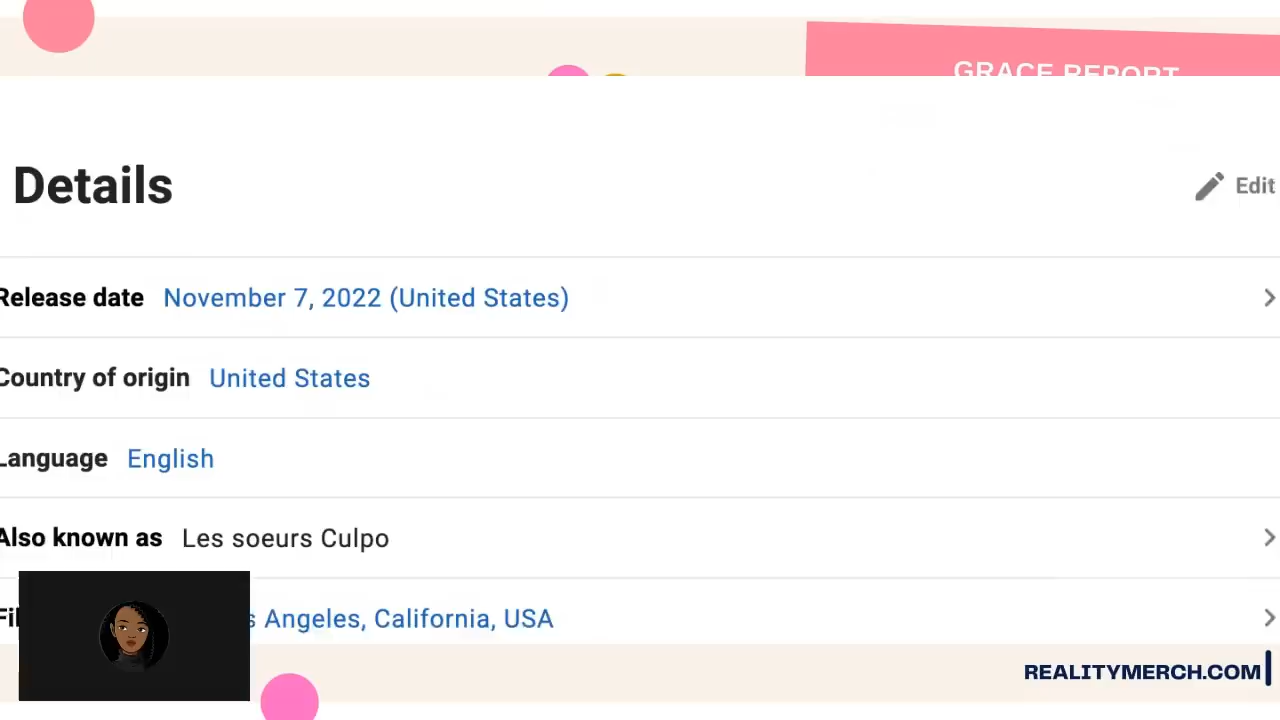 GRACE REPORT
Details
Edit
Release date November 7, 2022 (United States)
Country of origin United States
Language English
Also known as Les soeurs Culpo
Angeles, California, USA
REALITYMERCH.COM